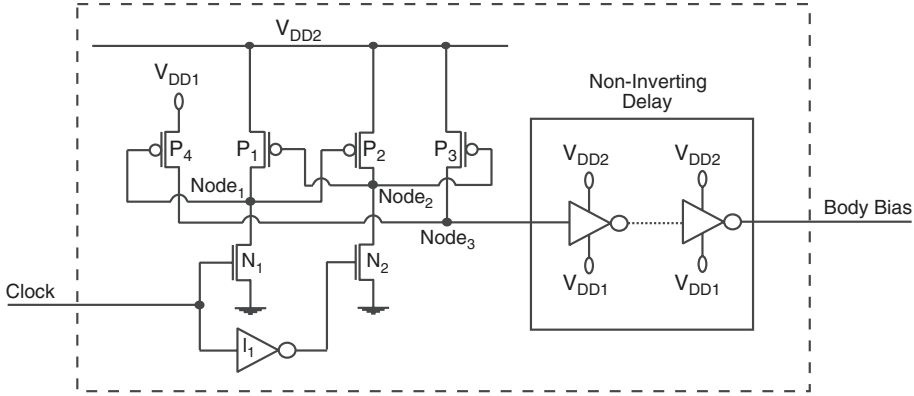 V_DD2
V_DD1
Non-Inverting
Delay
P_4
P_1
P_2
P_3
V_DD2
V_DD2
Node_1
Node_2
Node_3
Body Bias
N_1
N_2
V_DD1
V_DD1
Clock
I_1